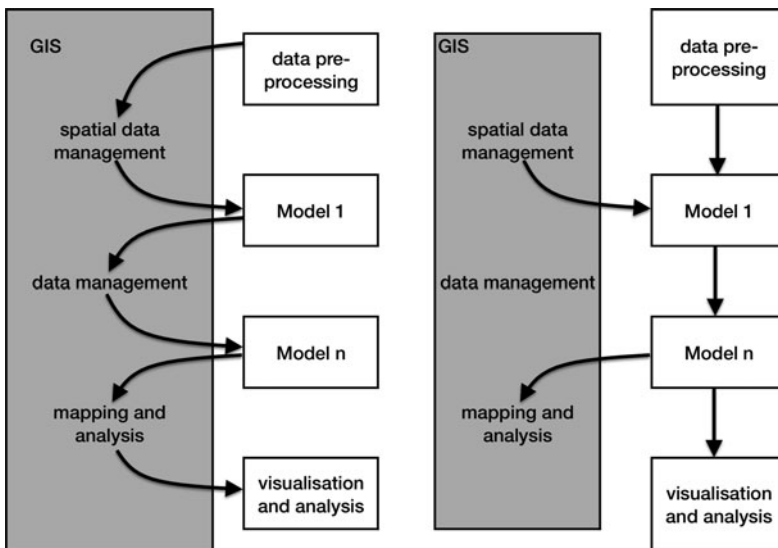 GIS
data pre-
processing
spatial data
management
Model 1
data management
Model n
mapping and
analysis
visualisation
and analysis
GIS
data pre-
processing
spatial data
management
Model 1
data management
Model n
mapping and
analysis
visualisation
and analysis